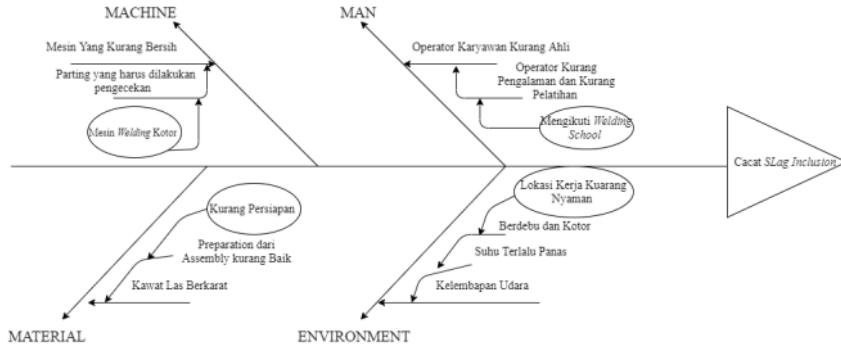 MACHINE
MAN
Mesin Yang Kurang Bersih
Parting yang harus dilakukan
pengecekan
Mesin Welding Kotor
Operator Karyawan Kurang Ahli
Operator Kurang
Pengalaman dan Kurang
Pelatihan
Mengikuti Welding
School
Cacat SLag Inclusion
Kurang Persiapan
Preparation dari
Assembly kurang Baik
Kawat Las Berkarat
Lokasi Kerja Kuarang
Nyaman
Berdebu dan Kotor
Suhu Terlalu Panas
Kelembapan Udara
MATERIAL
ENVIRONMENT